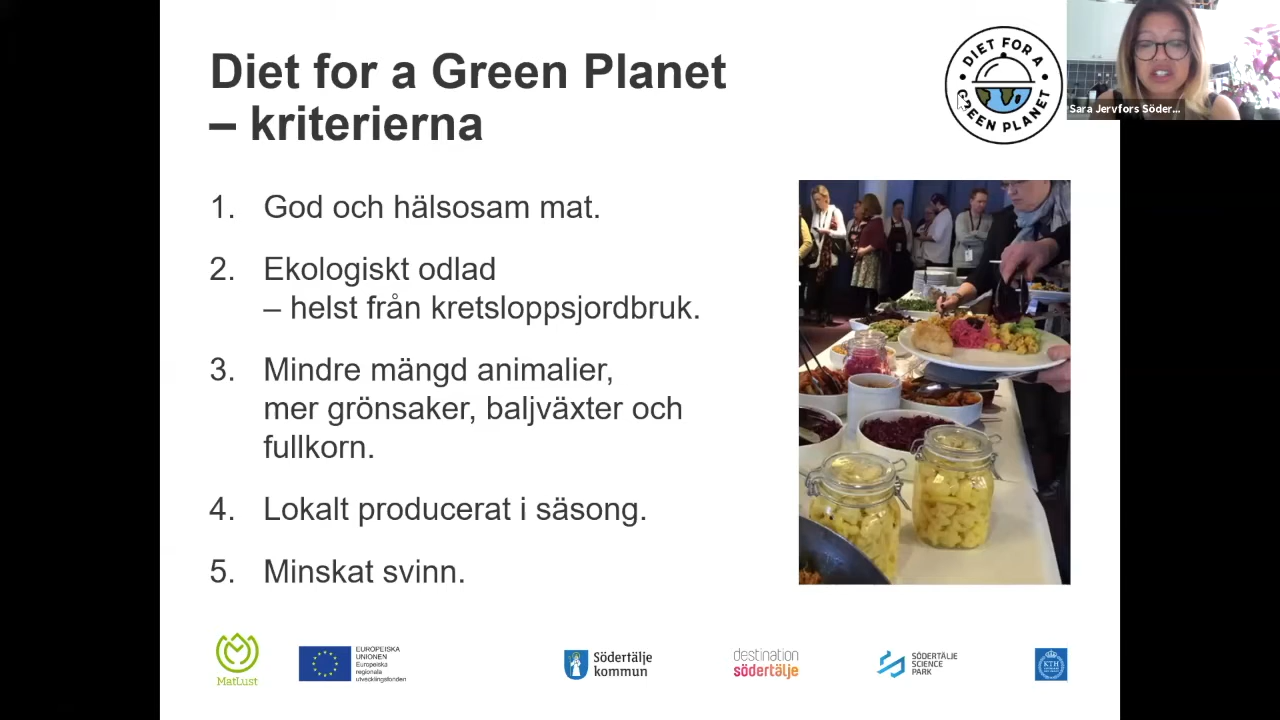 Diet for a Green Planet
– kriterierna
DIET FOR A
GREEN PLANET
Sara Jervfors Söder...
1. God och hälsosam mat.
2. Ekologiskt odlad
– helst från kretsloppsjordbruk.
3. Mindre mängd animalier,
mer grönsaker, baljväxter och
fullkorn.
4. Lokalt producerat i säsong.
5. Minskat svinn.
MatLust
EUROPEISKA
UNIONEN
Europeiska
regionala
utvecklingsfonden
Södertälje
kommun
destination
södertälje
SÖDERTÄLJE
SCIENCE
PARK
KTH